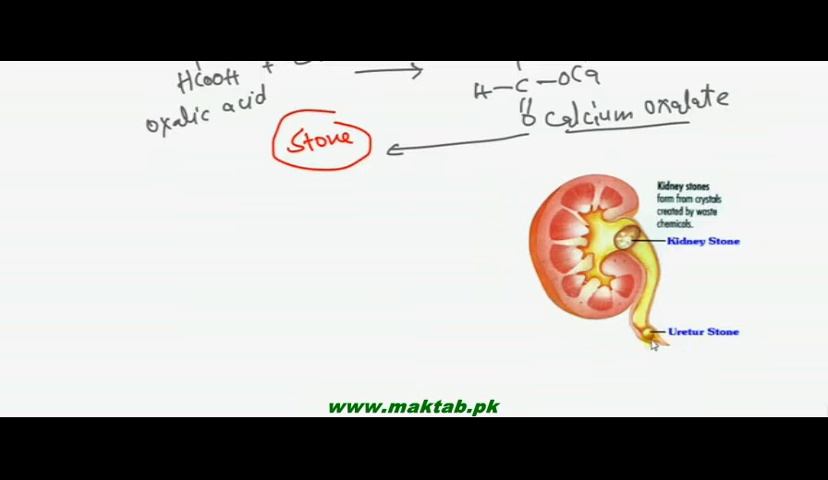 HCOOH +
oxalic acid
H-C-OCa
O
Calcium oxalate
Stone
Kidney stones
form from crystals
created by waste
chemicals.
Kidney Stone
Uretur Stone
www.maktab.pk